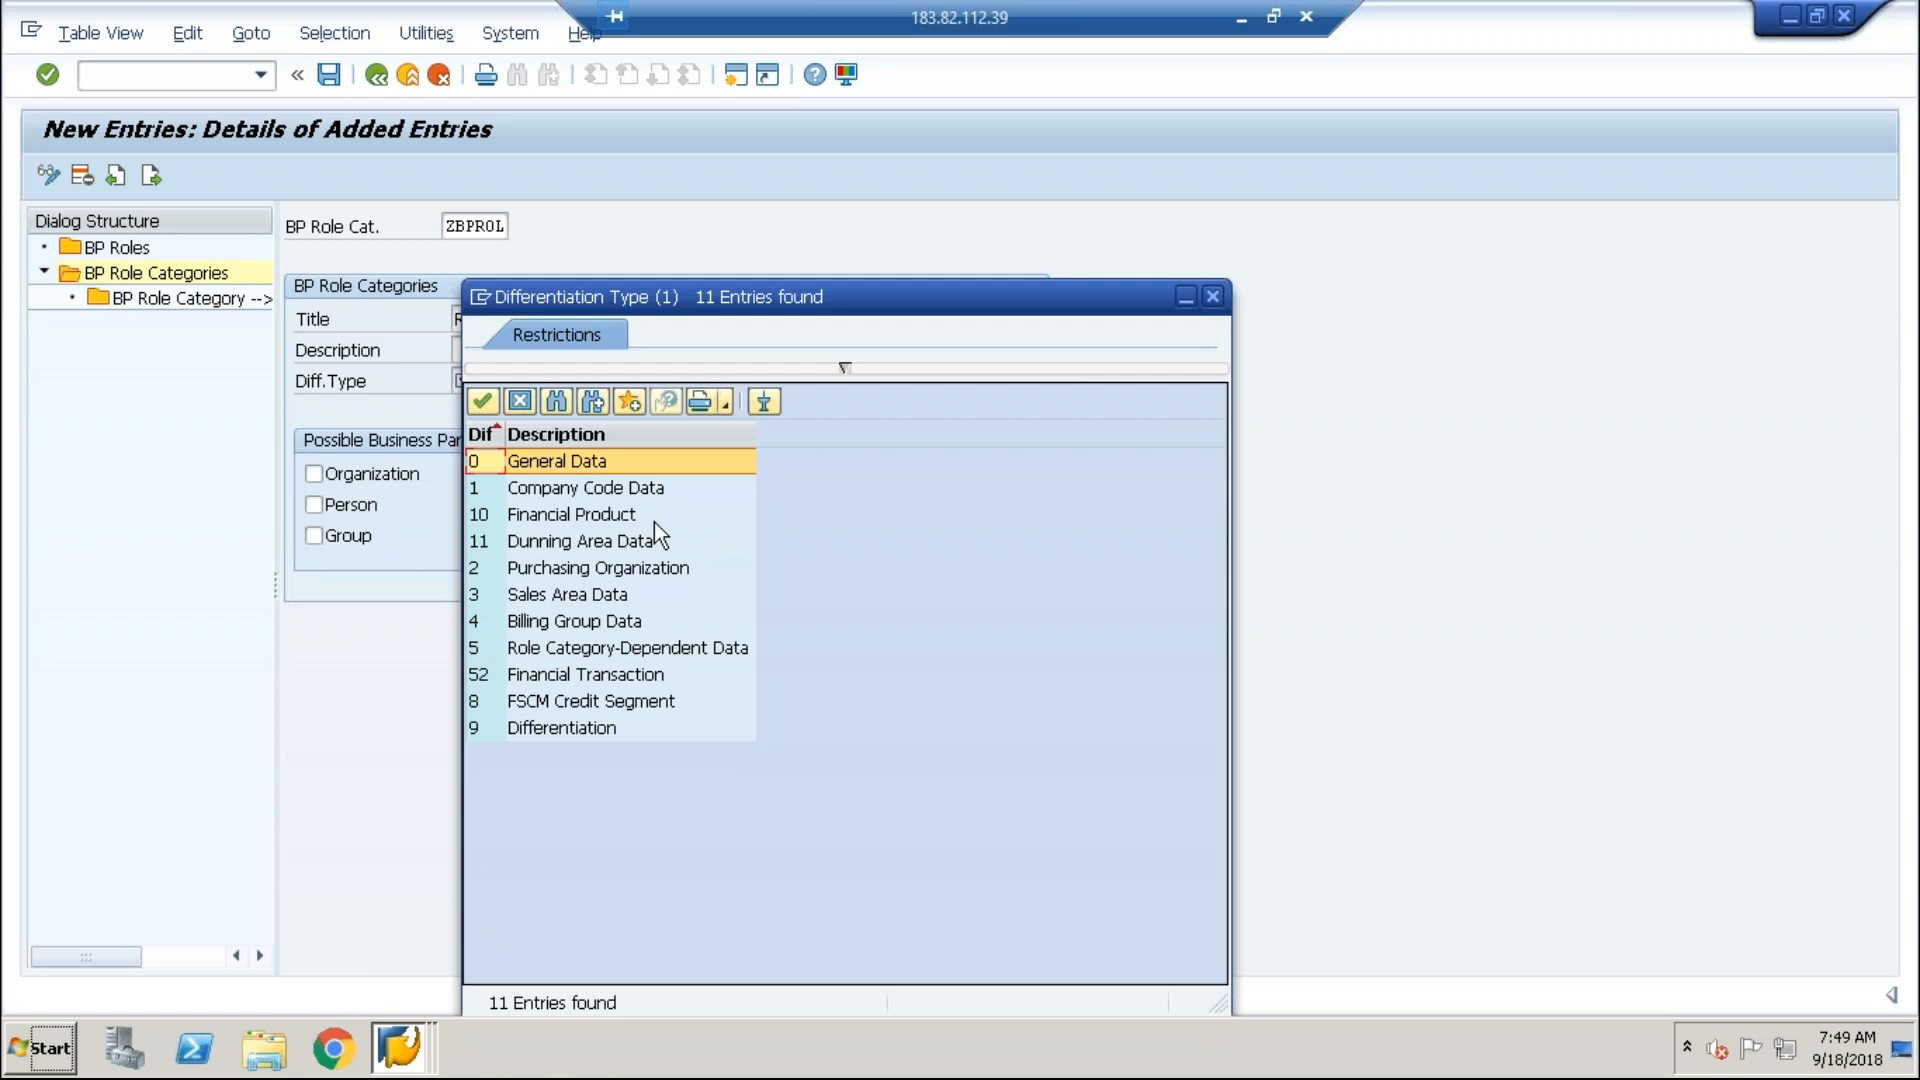 183.82.112.39
Table View Edit Goto Selection Utilities System Help
New Entries: Details of Added Entries
Dialog Structure
BP Roles
BP Role Categories
BP Role Category -->
BP Role Cat. ZBPROL
BP Role Categories
Title
Description
Diff.Type
Possible Business Par
Organization
Person
Group
Differentiation Type (1) 11 Entries found
Restrictions
Dif Description
0 General Data
1 Company Code Data
10 Financial Product
11 Dunning Area Data
2 Purchasing Organization
3 Sales Area Data
4 Billing Group Data
5 Role Category-Dependent Data
52 Financial Transaction
8 FSCM Credit Segment
9 Differentiation
11 Entries found
Start
7:49 AM
9/18/2018